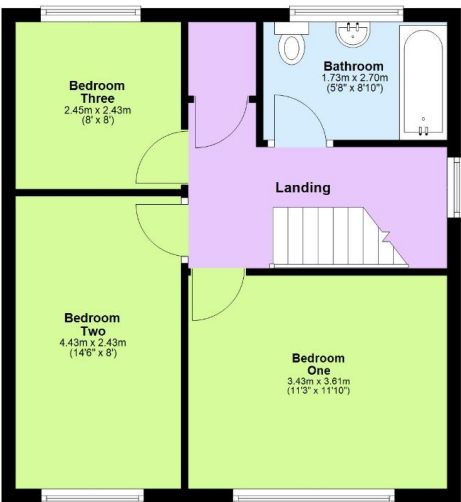 Bedroom
Three
2.45m x 2.43m
(8' x 8')
Bathroom
1.73m x 2.70m
(5'8" x 8'10")
Landing
Bedroom
Two
4.43m x 2.43m
(14'6" x 8')
Bedroom
One
3.43m x 3.61m
(11'3" x 11'10")